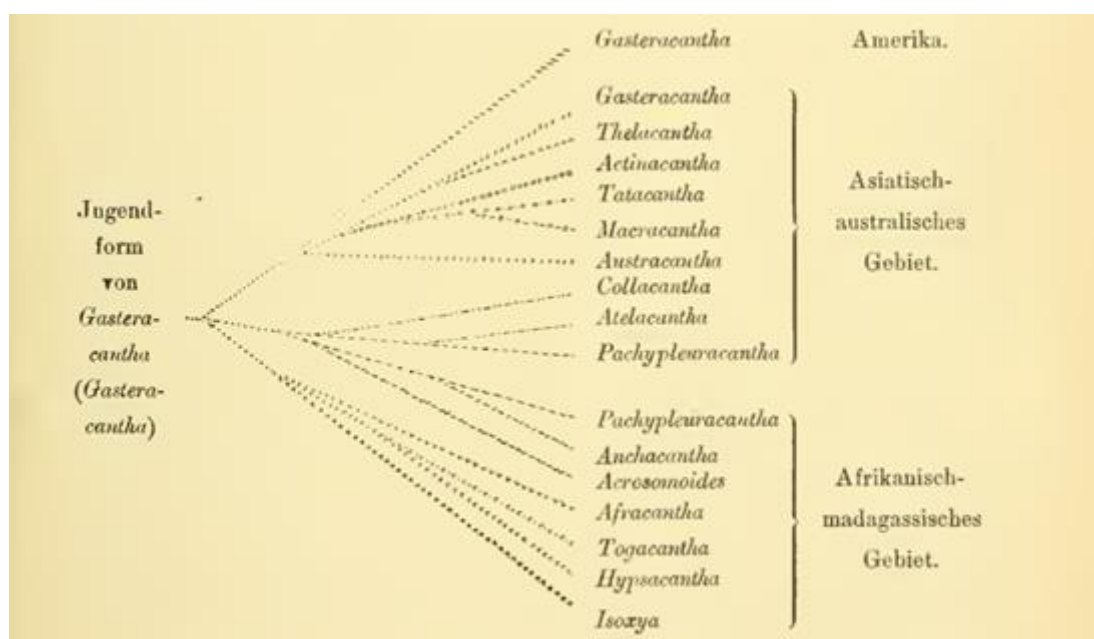 Gasteracantha Amerika.
Gasteracantha
Thelacantha
Actinacantha
Tatacantha
Macracantha
Austracantha
Collacantha
Atelacantha
Pachypleuracantha
Asiatisch-
australisches
Gebiet.
Jugend-
form
von
Gastera-
cantha
(Gastera-
cantha)
Pachypleuracantha
Anchacantha
Acrosomoides
Afracantha
Togacantha
Hypsacantha
Isoxya
Afrikanisch-
madagassisches
Gebiet.